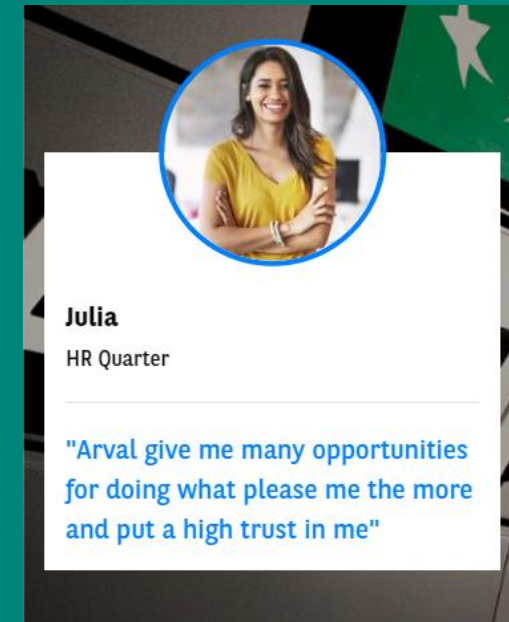 Julia
HR Quarter
"Arval give me many opportunities
for doing what please me the more
and put a high trust in me"